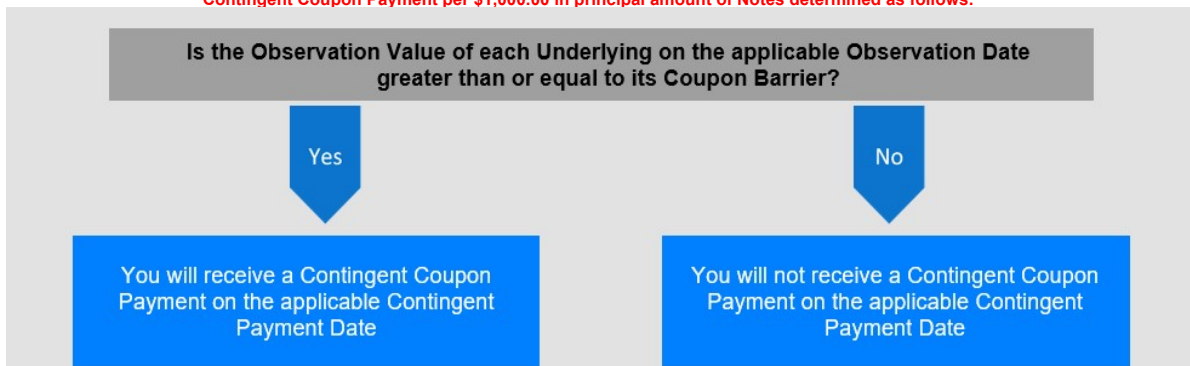 Contingent Coupon Payment per $1,000.00 in principal amount of Notes determined as follows:
Is the Observation Value of each Underlying on the applicable Observation Date
greater than or equal to its Coupon Barrier?
Yes
No
You will receive a Contingent Coupon
Payment on the applicable Contingent
Payment Date
You will not receive a Contingent Coupon
Payment on the applicable Contingent
Payment Date